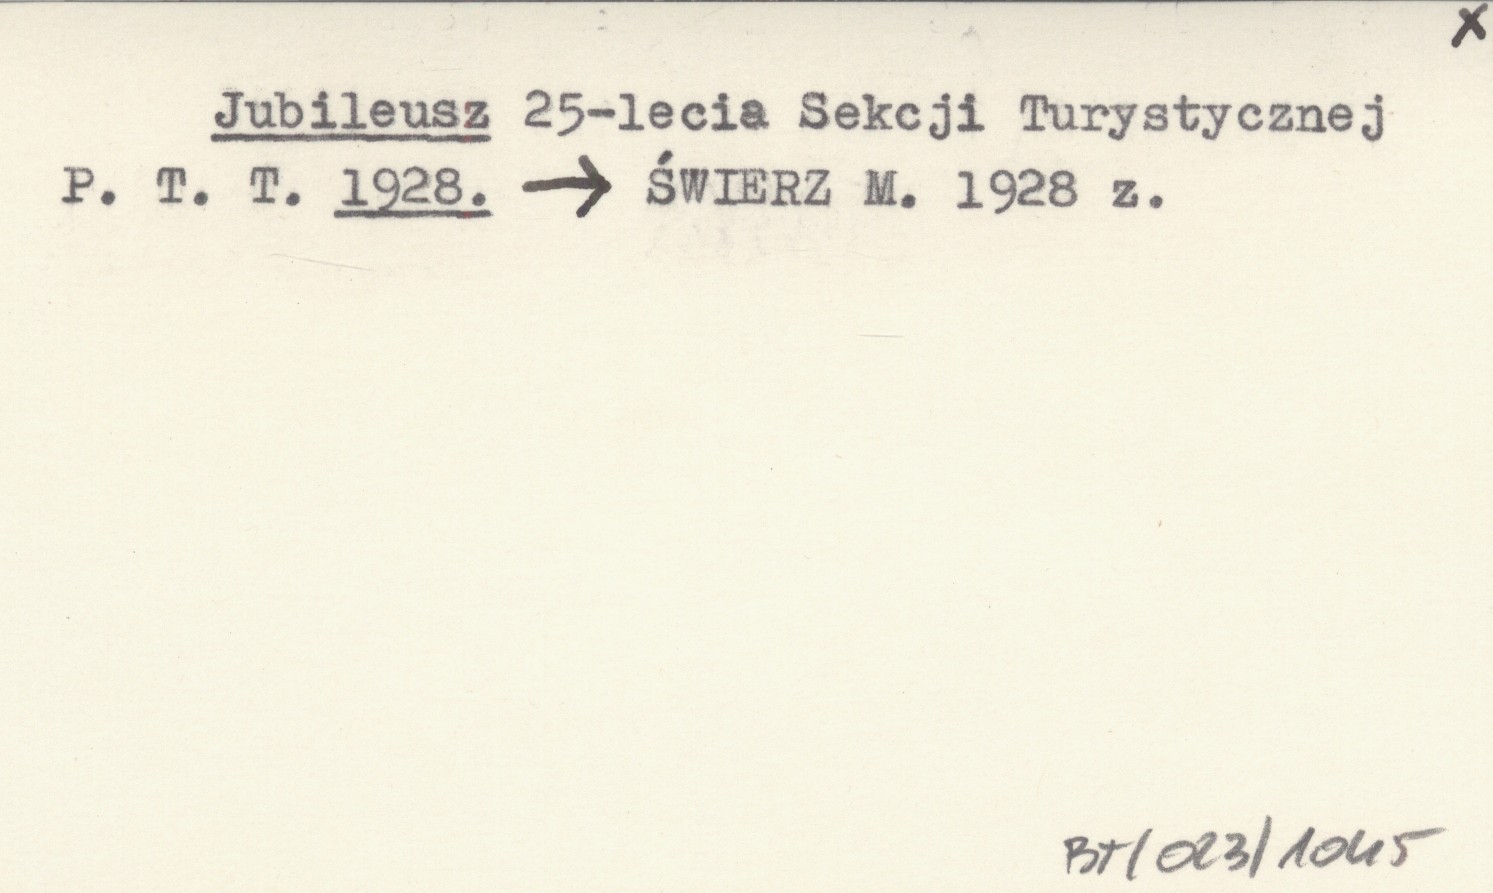 x
Jubileusz 25-lecia Sekcji Turystycznej
P. T. T. 1928. → ŚWIERZ M. 1928 z.
BT/023/1045